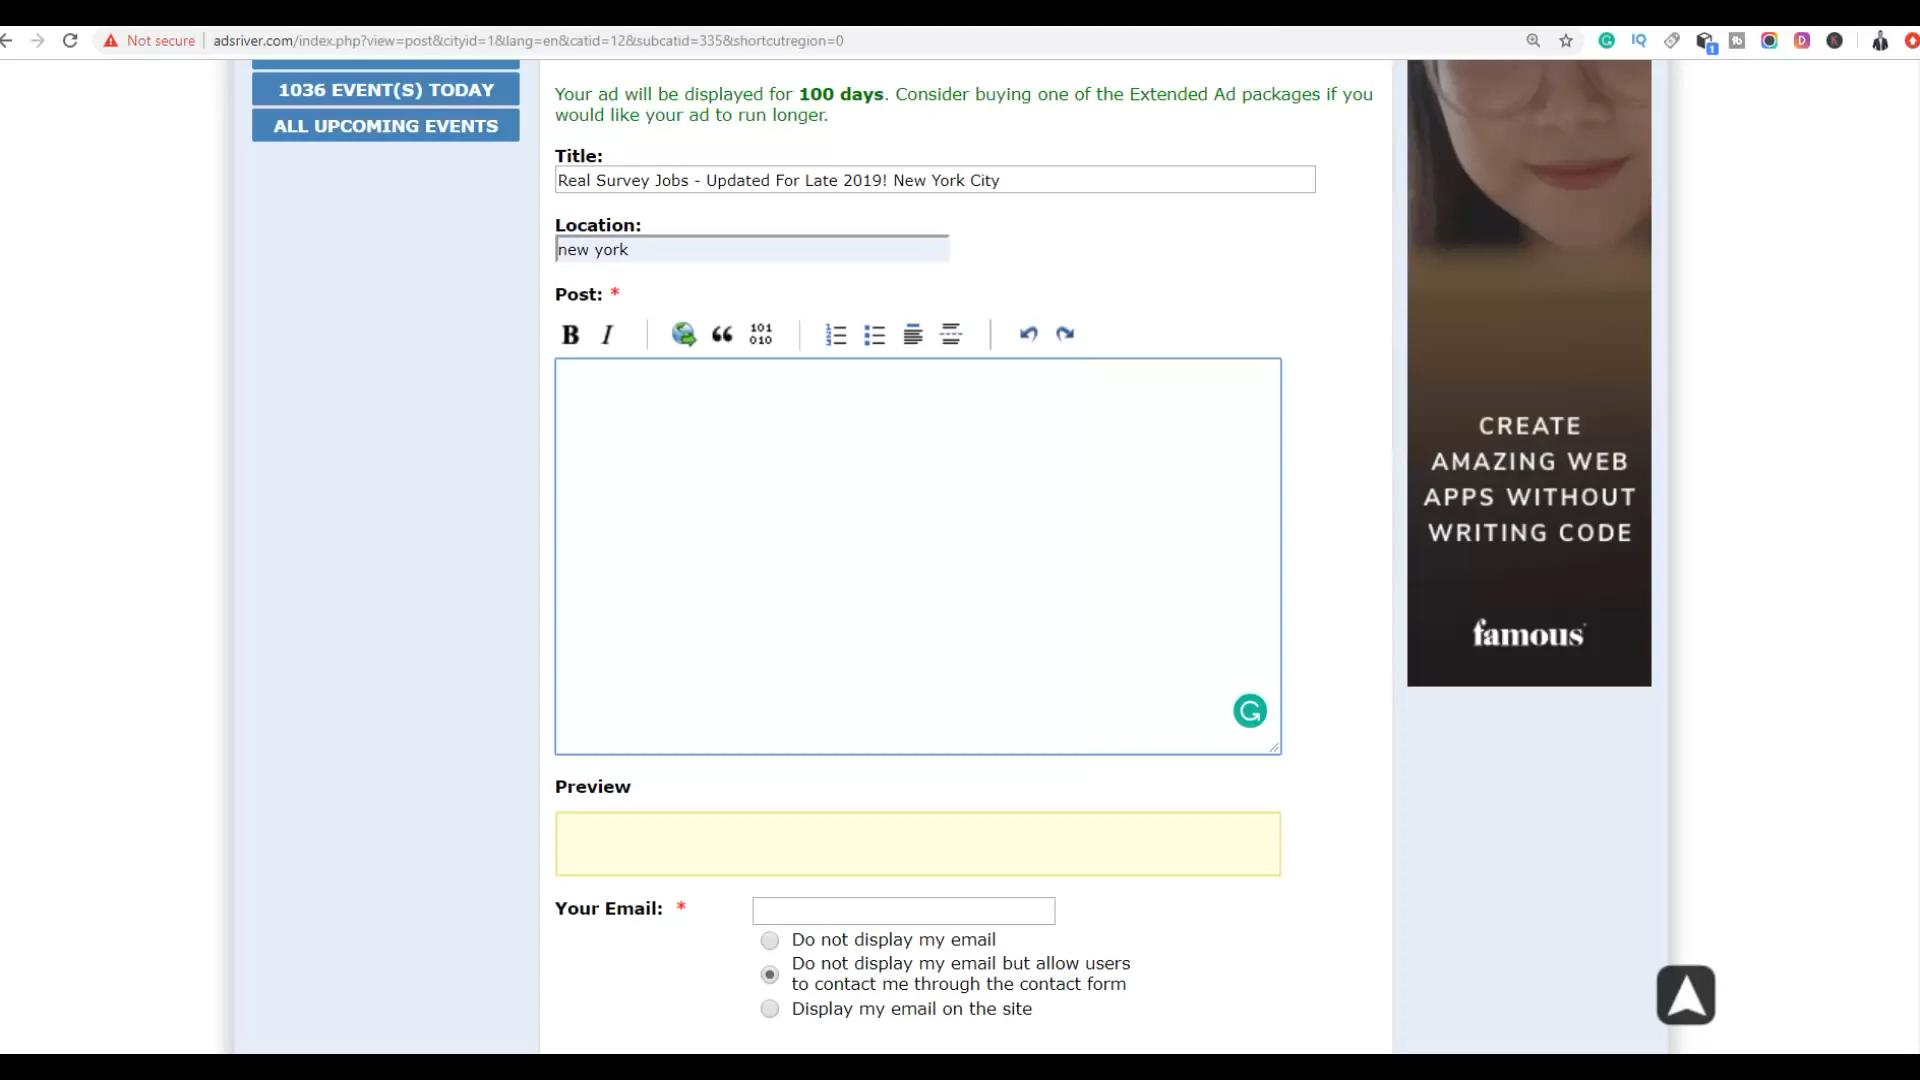 Not secure
adsriver.com/index.php?view=post&cityid=1&lang=en&catid=12&subcatid=335&shortcutregion=0
1036 EVENT(S) TODAY
ALL UPCOMING EVENTS
Your ad will be displayed for 100 days. Consider buying one of the Extended Ad packages if you
would like your ad to run longer.
Title:
Real Survey Jobs - Updated For Late 2019! New York City
Location:
new york
Post: *
Preview
Your Email: *
Do not display my email
Do not display my email but allow users
to contact me through the contact form
Display my email on the site
CREATE
AMAZING WEB
APPS WITHOUT
WRITING CODE
famous